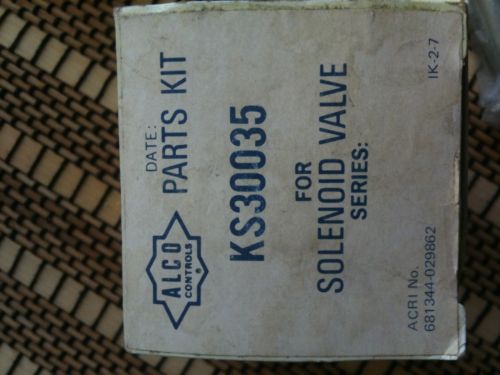 DATE:
PARTS KIT
ALCO
CONTROLS
®
KS30035
FOR
SOLENOID VALVE
SERIES:
ACRI No.
681344-029862
IK-2-7